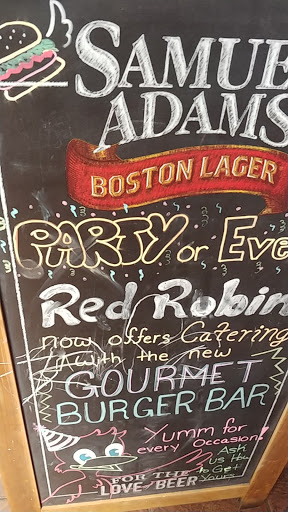 SAMUE
ADAMS
BOSTON LAGER
PARTY or Eve
Red Robin
now offers Catering
with the new
GOURMET
BURGER BAR
Yumm for
every Occasion!
Ask
us How
to Get
Yours
FOR THE
LOVE OF BEER